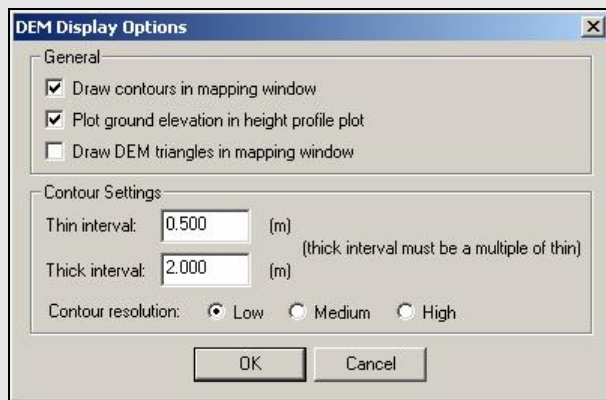 DEM Display Options
General
Draw contours in mapping window
Plot ground elevation in height profile plot
Draw DEM triangles in mapping window
Contour Settings
Thin interval: 0.500 (m)
(thick interval must be a multiple of thin)
Thick interval: 2.000 (m)
Contour resolution: Low Medium High
OK Cancel